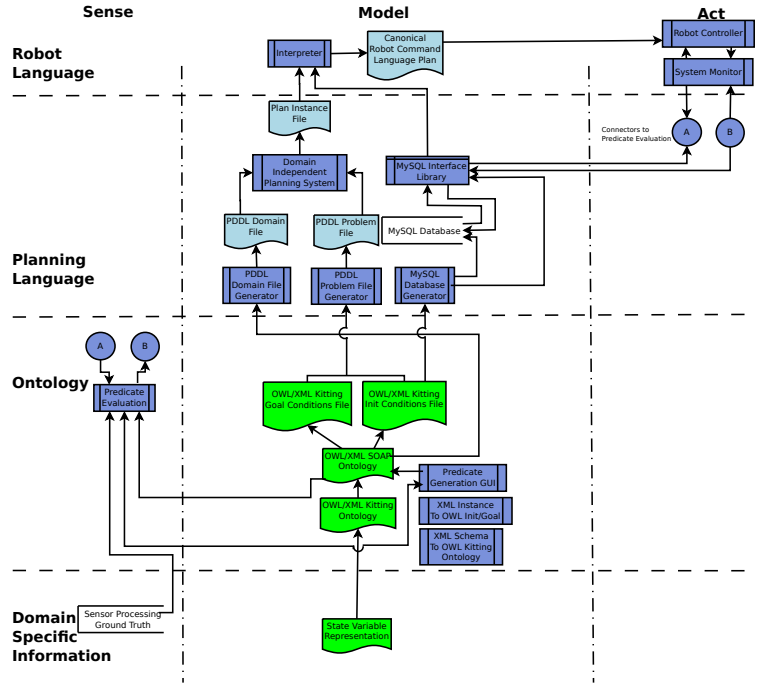 Sense
Model
Act
Robot
Language
Interpreter
Canonical
Robot Command
Language Plan
Robot Controller
System Monitor
Plan Instance
File
Connectors to
Predicate Evaluation
A
B
Domain
Independent
Planning System
MySQL Interface
Library
PDDL Domain
File
PDDL Problem
File
MySQL Database
Planning
Language
PDDL
Domain File
Generator
PDDL
Problem File
Generator
MySQL
Database
Generator
A
B
Ontology
Predicate
Evaluation
OWL/XML Kitting
Goal Conditions File
OWL/XML Kitting
Init Conditions File
OWL/XML SOAP
Ontology
Predicate
Generation GUI
OWL/XML Kitting
Ontology
XML Instance
To OWL Init/Goal
XML Schema
To OWL Kitting
Ontology
Domain
Specific
Information
Sensor Processing
Ground Truth
State Variable
Representation